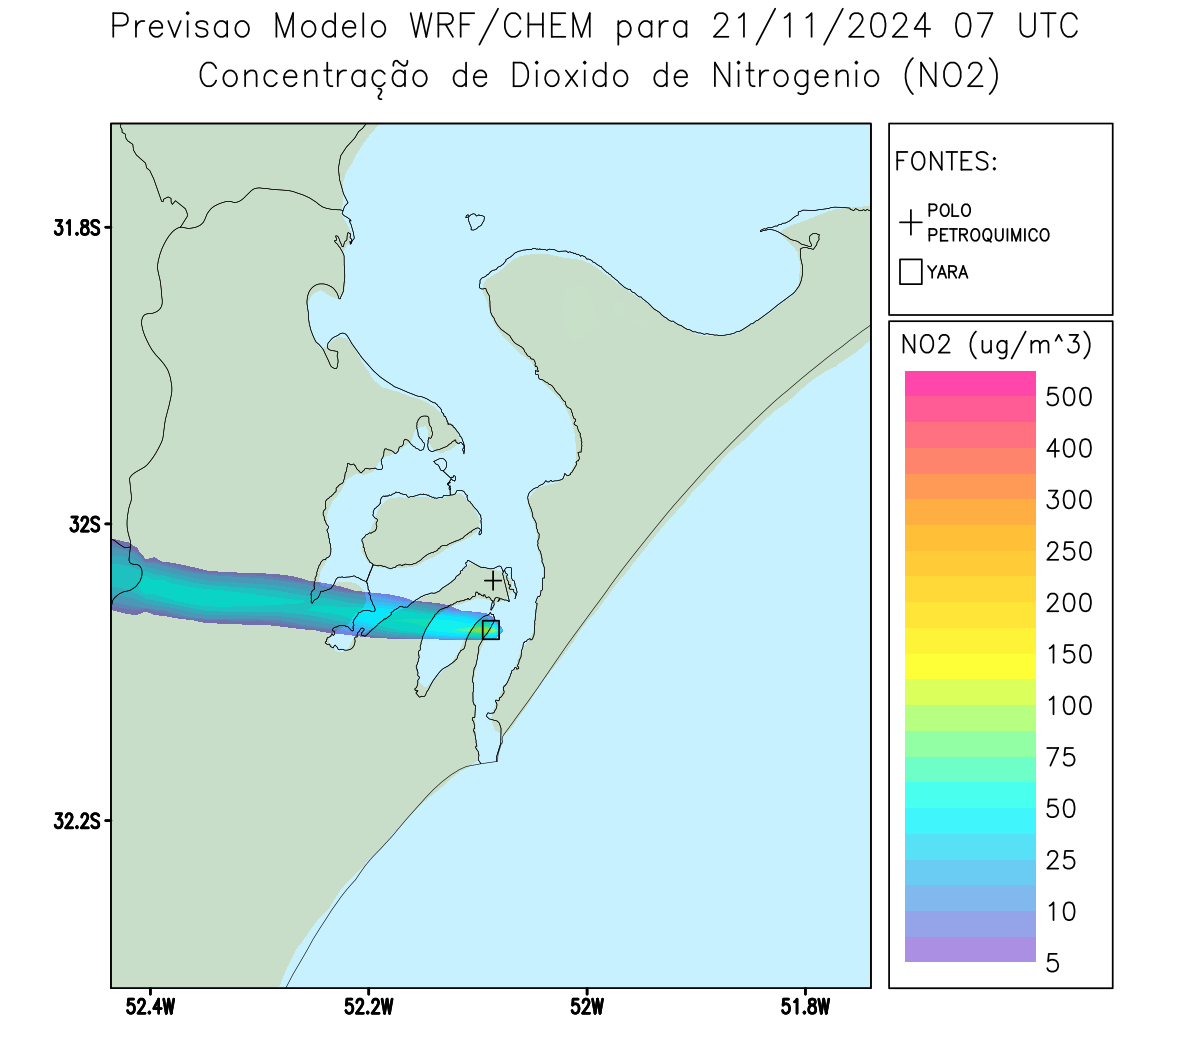 Previsao Modelo WRF/CHEM para 21/11/2024 07 UTC
Concentração de Dioxido de Nitrogenio (NO2)
FONTES:
POLO
PETROQUIMICO
YARA
NO2 (ug/m^3)
500
400
300
250
200
150
100
75
50
25
10
5
31.8S
32S
32.2S
52.4W
52.2W
52W
51.8W